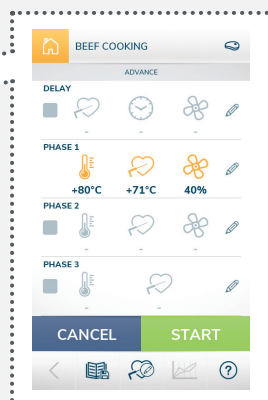 BEEF COOKING
ADVANCE
DELAY
- - -
PHASE 1
+80°C +71°C 40%
PHASE 2
- - -
PHASE 3
- -
CANCEL START
?